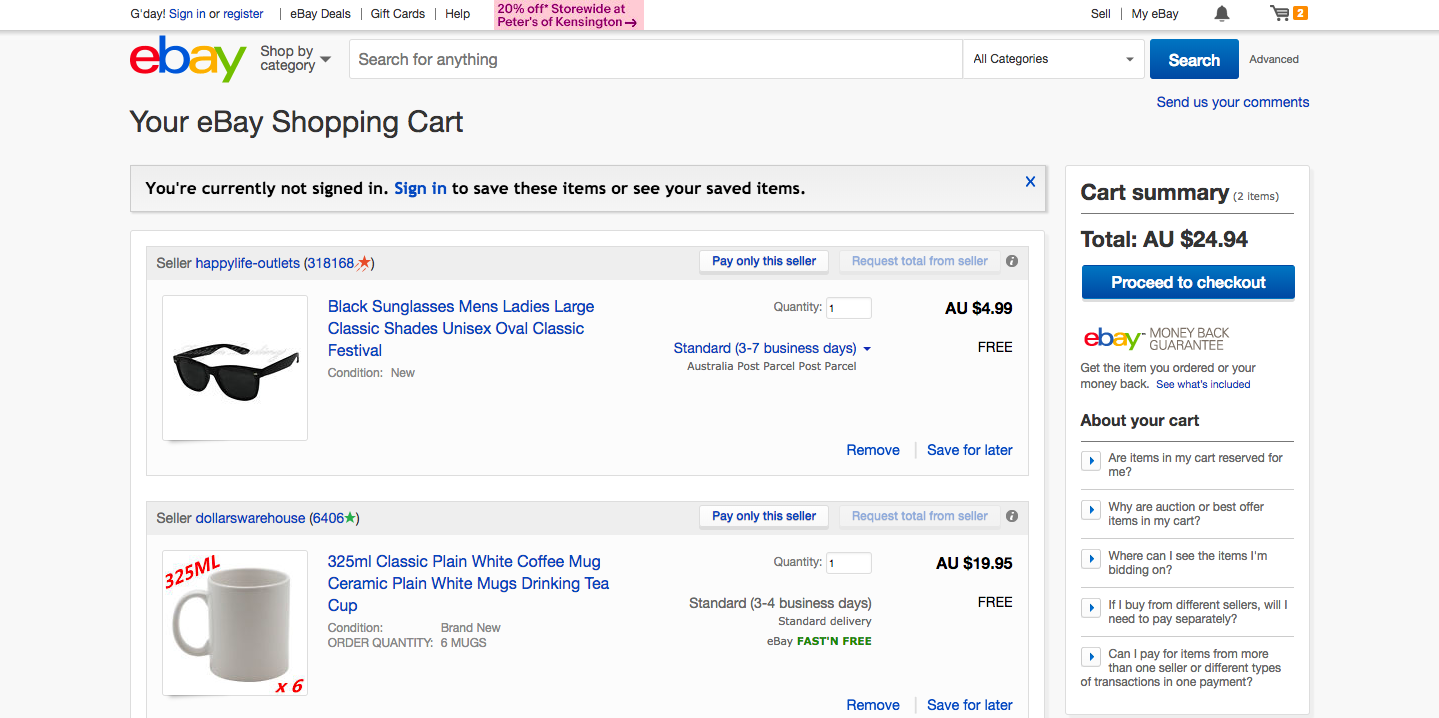 G'day! Sign in or register | eBay Deals | Gift Cards | Help
20% off* Storewide at
Peter's of Kensington →
Sell | My eBay
2
ebay
Shop by
category
Search for anything
All Categories
Search
Advanced
Send us your comments
Your eBay Shopping Cart
You're currently not signed in. Sign in to save these items or see your saved items.
X
Seller happylife-outlets (318168)
Pay only this seller
Request total from seller
Black Sunglasses Mens Ladies Large
Classic Shades Unisex Oval Classic
Festival
Condition: New
Quantity: 1
AU $4.99
Standard (3-7 business days)
FREE
Australia Post Parcel Post Parcel
Remove | Save for later
Seller dollarswarehouse (6406)
Pay only this seller
Request total from seller
325ML
x 6
325ml Classic Plain White Coffee Mug
Ceramic Plain White Mugs Drinking Tea
Cup
Condition: Brand New
ORDER QUANTITY: 6 MUGS
Quantity: 1
AU $19.95
Standard (3-4 business days)
FREE
Standard delivery
eBay FAST'N FREE
Remove | Save for later
Cart summary (2 items)
Total: AU $24.94
Proceed to checkout
ebay MONEY BACK
GUARANTEE
Get the item you ordered or your
money back. See what's included
About your cart
Are items in my cart reserved for
me?
Why are auction or best offer
items in my cart?
Where can I see the items I'm
bidding on?
If I buy from different sellers, will I
need to pay separately?
Can I pay for items from more
than one seller or different types
of transactions in one payment?